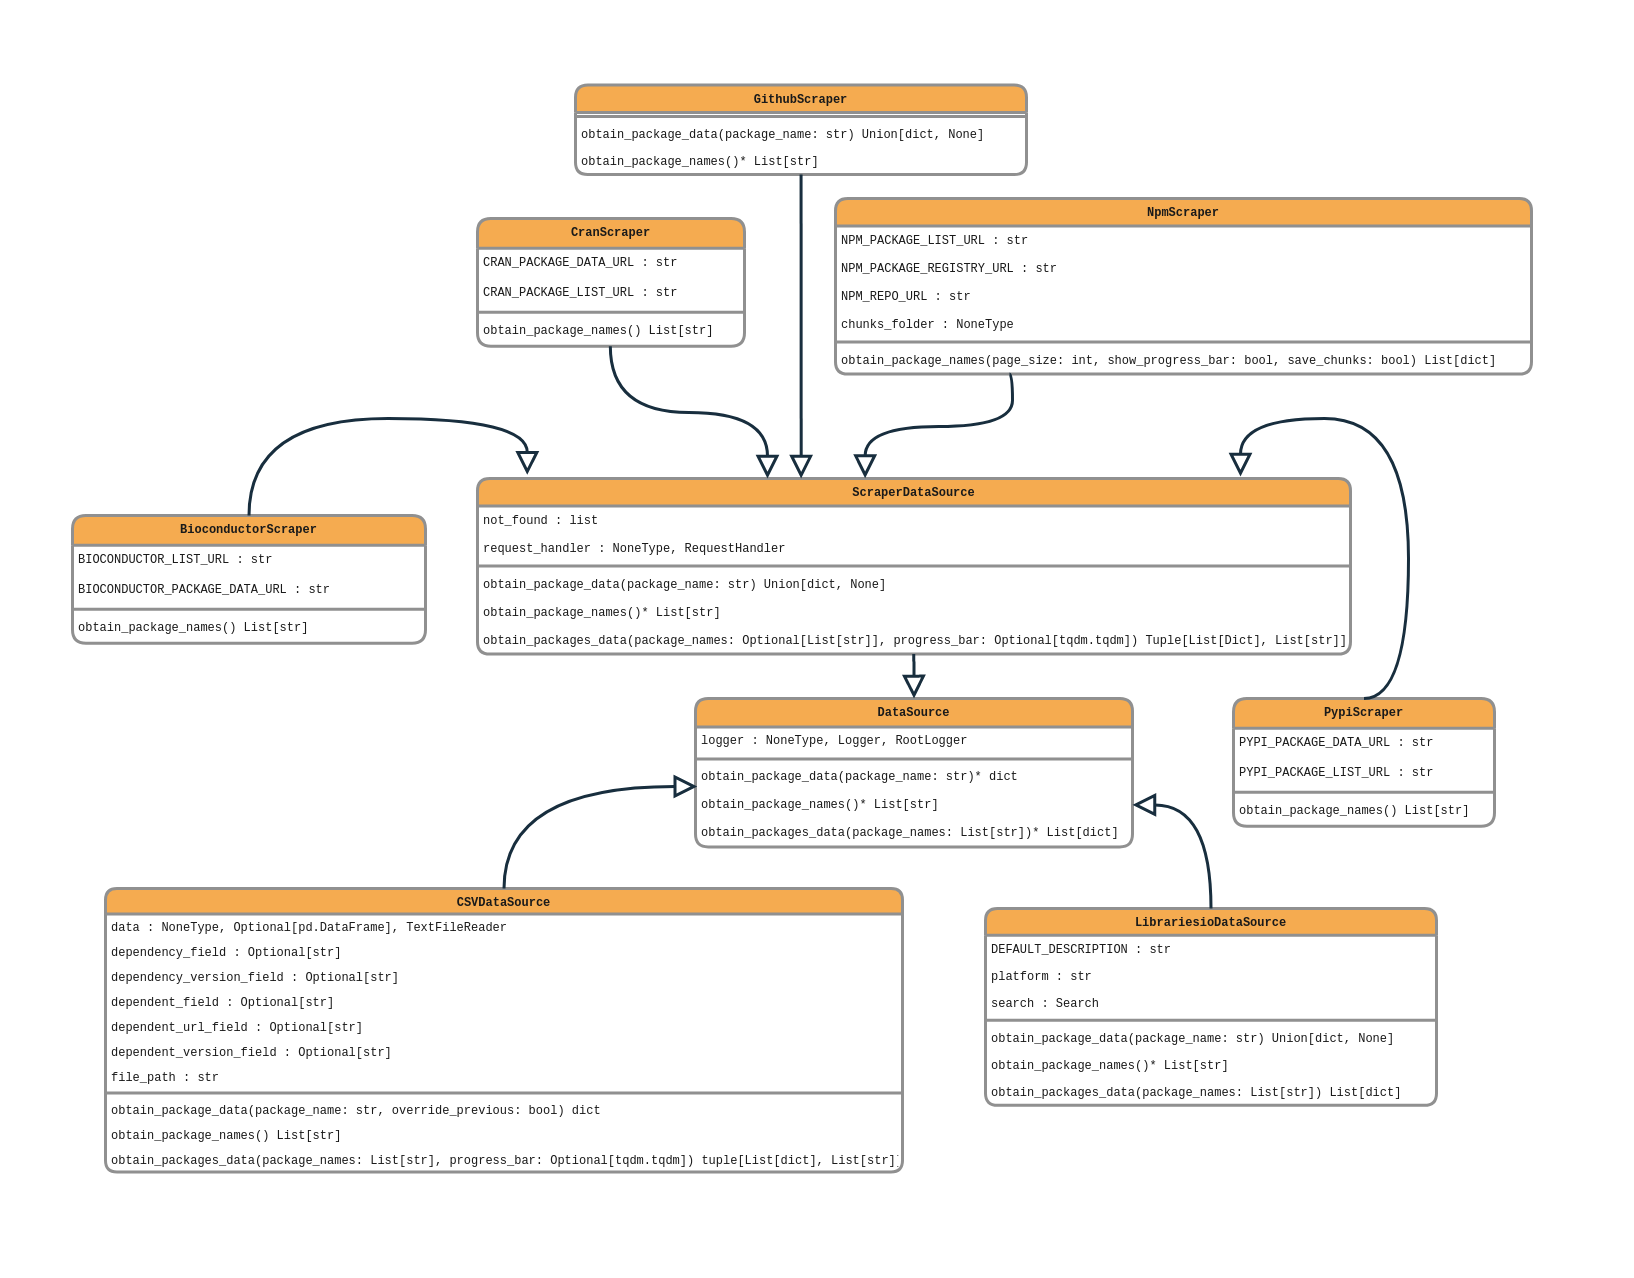 GithubScraper
obtain_package_data(package_name: str) Union[dict, None]
obtain_package_names()* List[str]
CranScraper
CRAN_PACKAGE_DATA_URL : str
CRAN_PACKAGE_LIST_URL : str
obtain_package_names() List[str]
NpmScraper
NPM_PACKAGE_LIST_URL : str
NPM_PACKAGE_REGISTRY_URL : str
NPM_REPO_URL : str
chunks_folder : NoneType
obtain_package_names(page_size: int, show_progress_bar: bool, save_chunks: bool) List[dict]
ScraperDataSource
not_found : list
request_handler : NoneType, RequestHandler
obtain_package_data(package_name: str) Union[dict, None]
obtain_package_names()* List[str]
obtain_packages_data(package_names: Optional[List[str]], progress_bar: Optional[tqdm.tqdm]) Tuple[List[Dict], List[str]]
BioconductorScraper
BIOCONDUCTOR_LIST_URL : str
BIOCONDUCTOR_PACKAGE_DATA_URL : str
obtain_package_names() List[str]
DataSource
logger : NoneType, Logger, RootLogger
obtain_package_data(package_name: str)* dict
obtain_package_names()* List[str]
obtain_packages_data(package_names: List[str])* List[dict]
PypiScraper
PYPI_PACKAGE_DATA_URL : str
PYPI_PACKAGE_LIST_URL : str
obtain_package_names() List[str]
CSVDataSource
data : NoneType, Optional[pd.DataFrame], TextFileReader
dependency_field : Optional[str]
dependency_version_field : Optional[str]
dependent_field : Optional[str]
dependent_url_field : Optional[str]
dependent_version_field : Optional[str]
file_path : str
obtain_package_data(package_name: str, override_previous: bool) dict
obtain_package_names() List[str]
obtain_packages_data(package_names: List[str], progress_bar: Optional[tqdm.tqdm]) tuple[List[dict], List[str]]
LibrariesioDataSource
DEFAULT_DESCRIPTION : str
platform : str
search : Search
obtain_package_data(package_name: str) Union[dict, None]
obtain_package_names()* List[str]
obtain_packages_data(package_names: List[str]) List[dict]